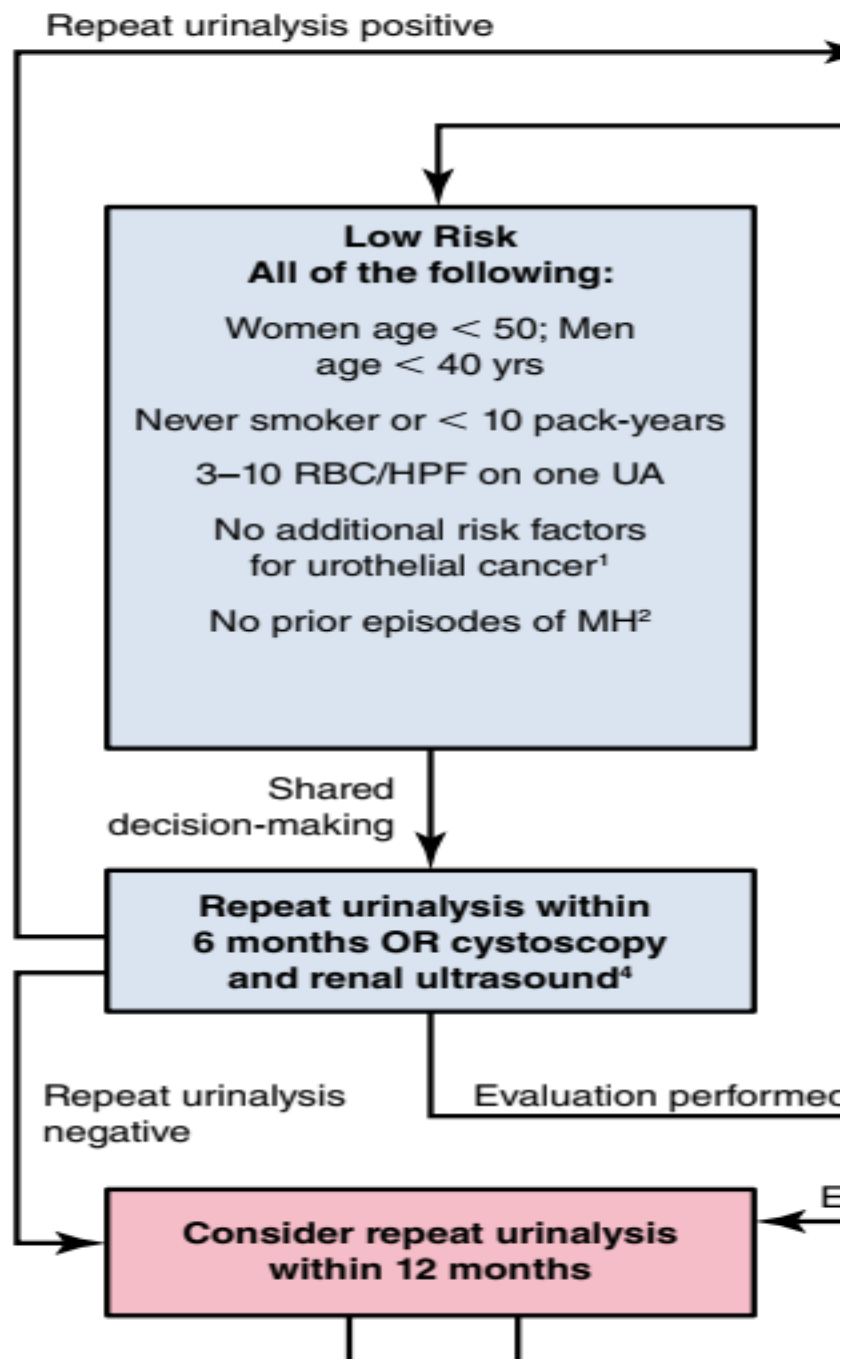 Repeat urinalysis positive
Low Risk
All of the following:
Women age < 50; Men
age < 40 yrs
Never smoker or < 10 pack-years
3–10 RBC/HPF on one UA
No additional risk factors
for urothelial cancer¹
No prior episodes of MH²
Shared
decision-making
Repeat urinalysis within
6 months OR cystoscopy
and renal ultrasound⁴
Repeat urinalysis
negative
Evaluation performed
E
Consider repeat urinalysis
within 12 months